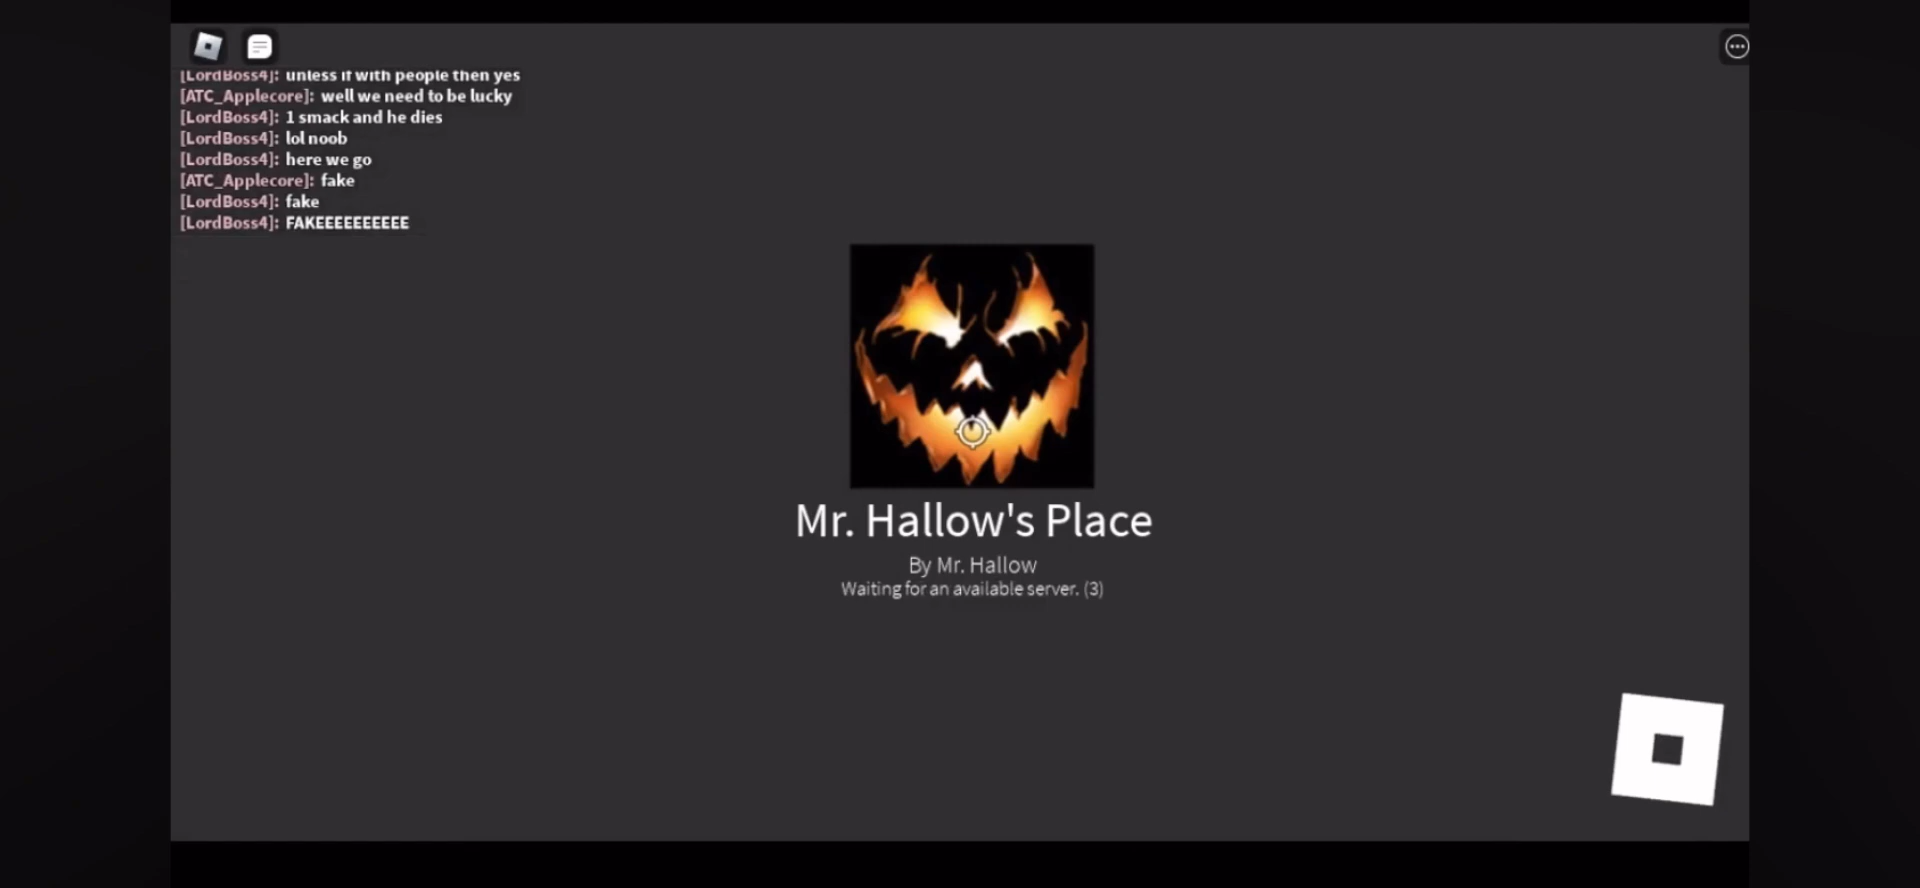 [LordBoss4]: unless if with people then yes
[ATC_Applecore]: well we need to be lucky
[LordBoss4]: 1 smack and he dies
[LordBoss4]: lol noob
[LordBoss4]: here we go
[ATC_Applecore]: fake
[LordBoss4]: fake
[LordBoss4]: FAKEEEEEEEEEE
Mr. Hallow's Place
By Mr. Hallow
Waiting for an available server. (3)